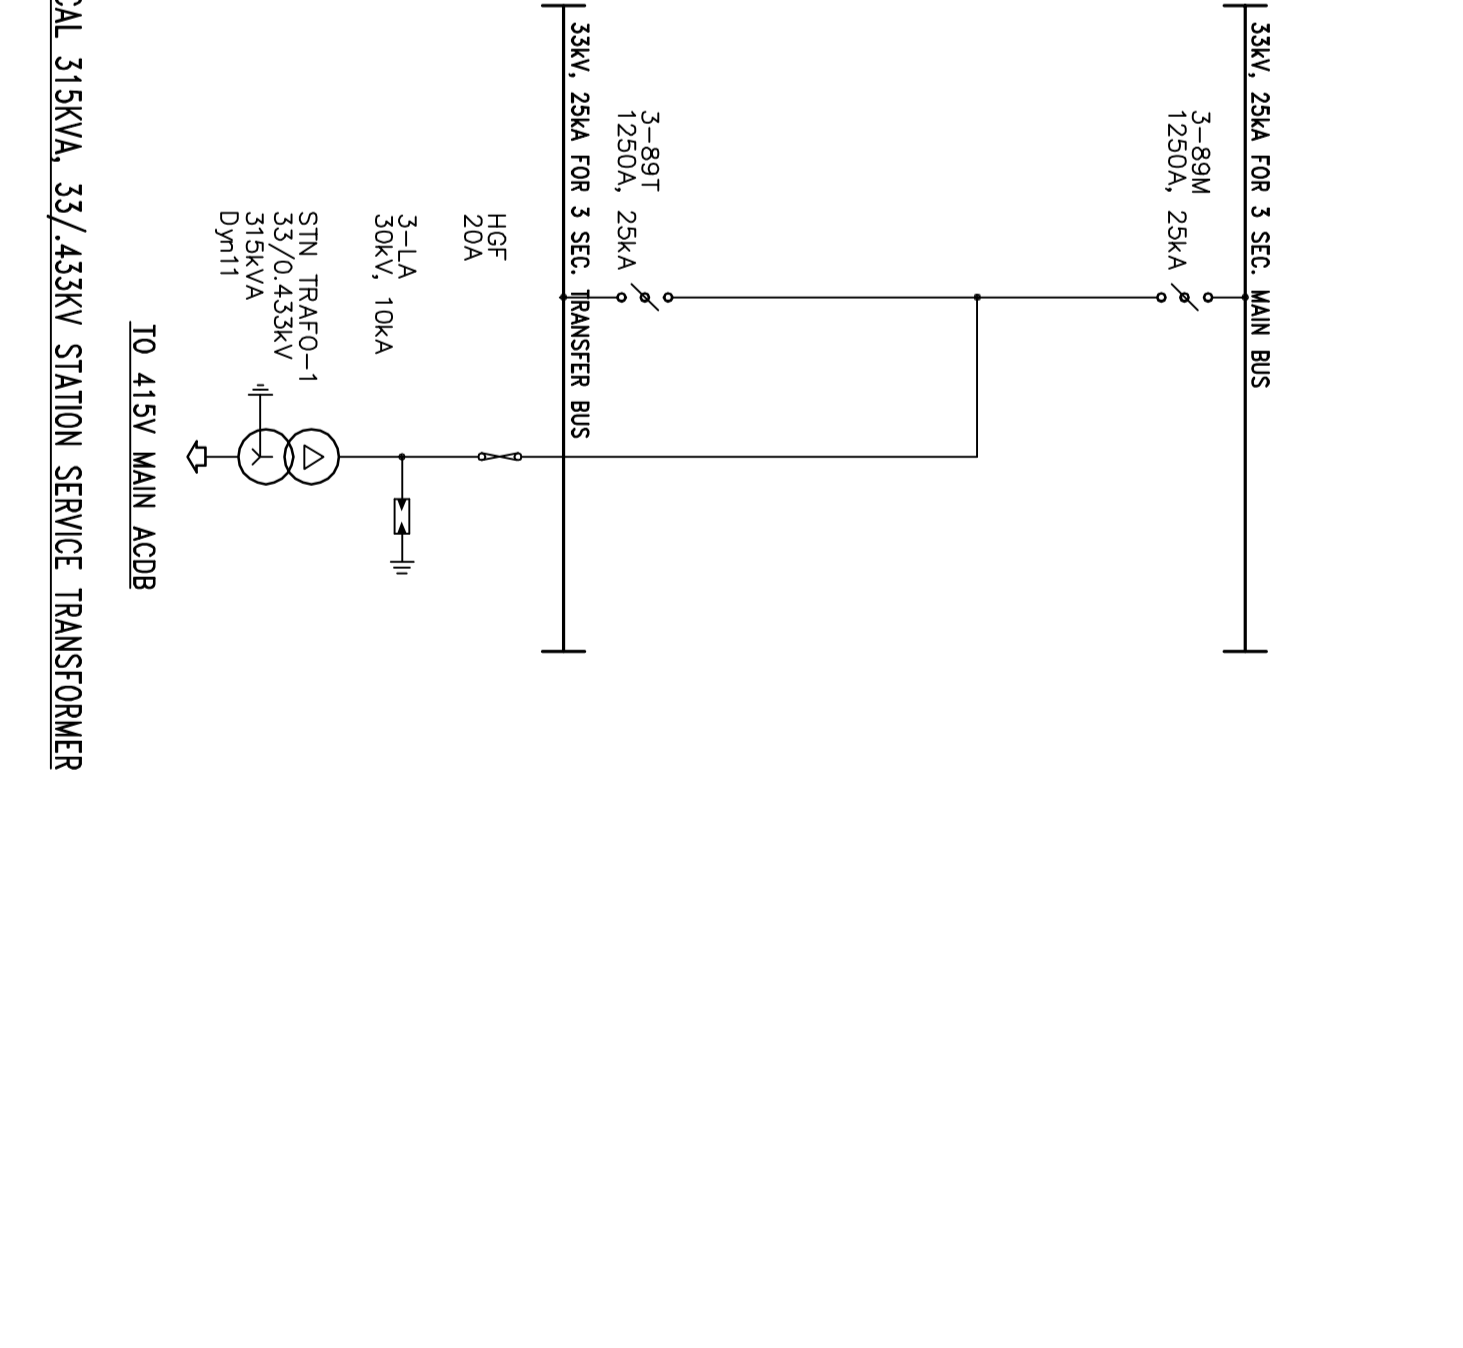 33kV, 25kA FOR 3 SEC. MAIN BUS
3-89M
1250A, 25kA
3-89T
1250A, 25kA
33kV, 25kA FOR 3 SEC. TRANSFER BUS
HGF
20A
3-LA
30kV, 10kA
STN TRAFO-1
33/0.433kV
315kVA
Dyn11
TO 415V MAIN ACDB
CAL 315KVA, 33/.433KV STATION SERVICE TRANSFORMER